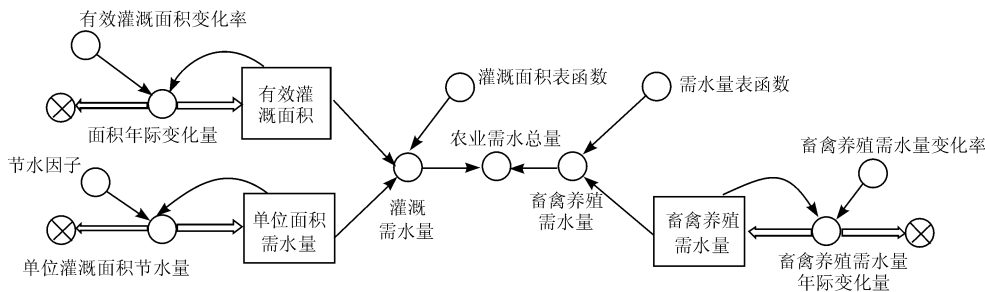 有效灌溉面积变化率
有效灌
溉面积
面积年际变化量
灌溉面积表函数
需水量表函数
农业需水总量
节水因子
单位面积
需水量
单位灌溉面积节水量
灌溉
需水量
畜禽养殖
需水量
畜禽养殖需水量变化率
畜禽养殖
需水量
畜禽养殖需水量
年际变化量